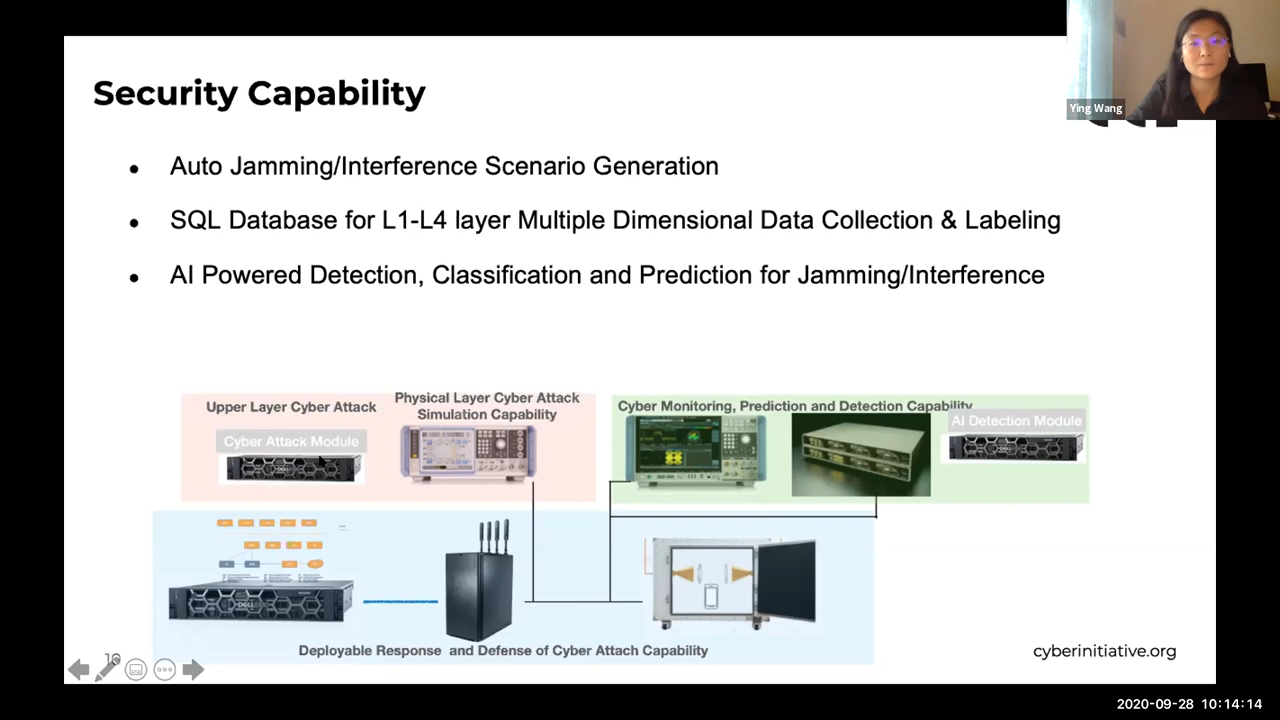 Security Capability
Ying Wang
● Auto Jamming/Interference Scenario Generation
● SQL Database for L1-L4 layer Multiple Dimensional Data Collection & Labeling
● AI Powered Detection, Classification and Prediction for Jamming/Interference
Upper Layer Cyber Attack
Physical Layer Cyber Attack
Simulation Capability
Cyber Monitoring, Prediction and Detection Capability
Cyber Attack Module
AI Detection Module
Deployable Response and Defense of Cyber Attach Capability
cyberinitiative.org
2020-09-28 10:14:14